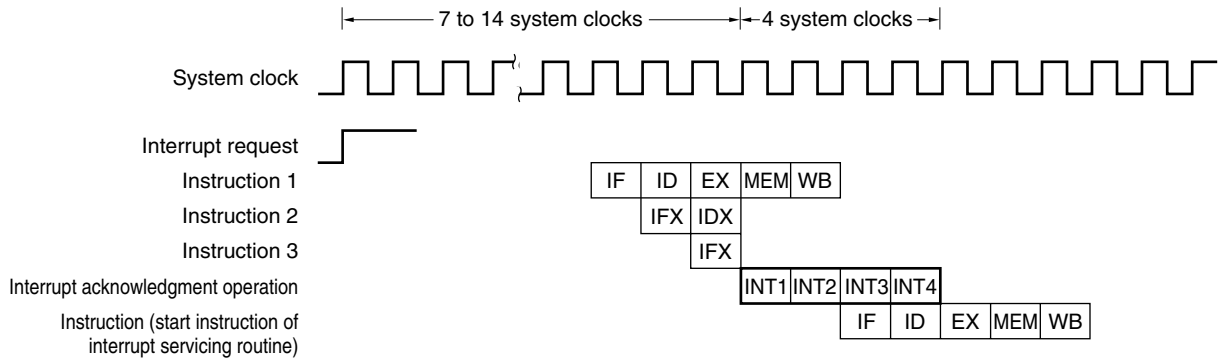 7 to 14 system clocks 4 system clocks
System clock
Interrupt request
Instruction 1 IF ID EX MEM WB
Instruction 2 IFX IDX
Instruction 3 IFX
Interrupt acknowledgment operation INT1 INT2 INT3 INT4
Instruction (start instruction of IF ID EX MEM WB
interrupt servicing routine)